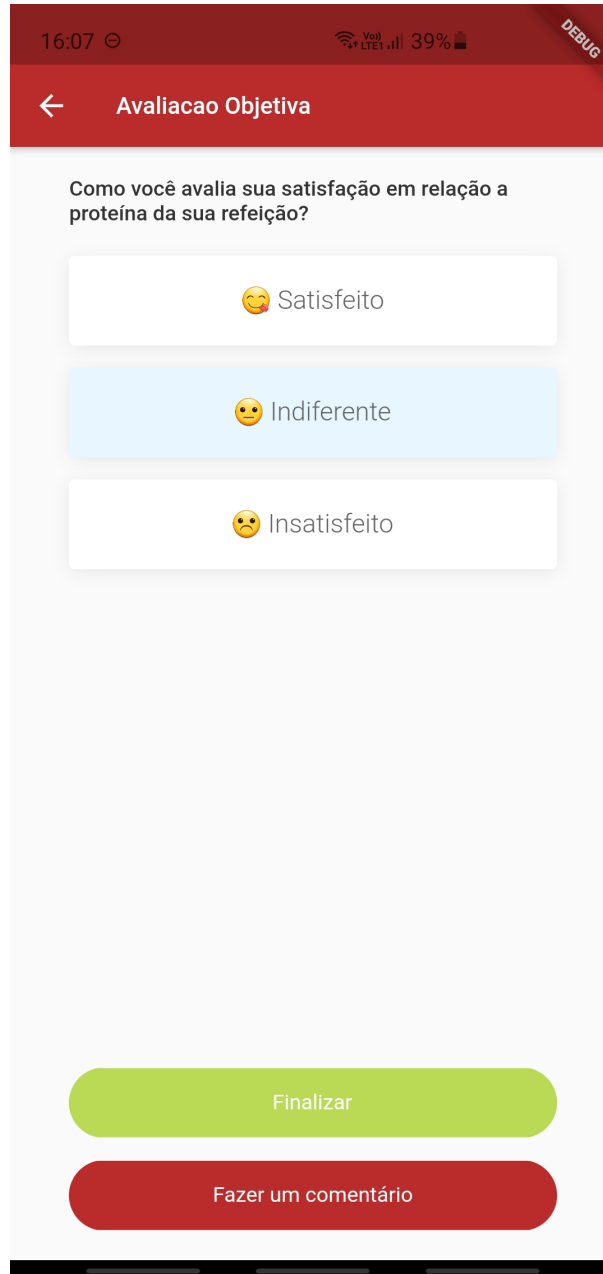 16:07
Vo)) LTE1 39%
DEBUG
Avaliacao Objetiva
Como você avalia sua satisfação em relação a
proteína da sua refeição?
😋 Satisfeito
😐 Indiferente
🙁 Insatisfeito
Finalizar
Fazer um comentário